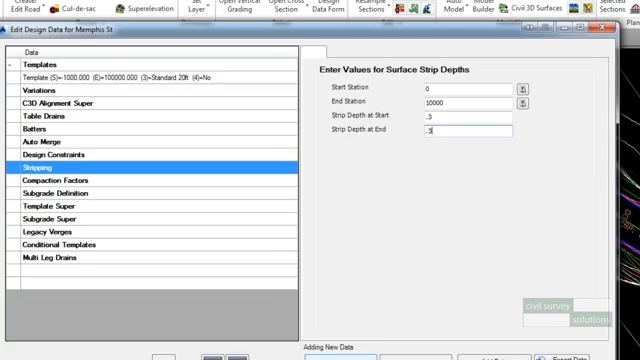 Road
Cul-de-sac
Superelevation
Set
Layer
Open Vertical
Grading
Open Cross
Section
Design Data
Form
Resample
Sections
Auto
Model
Model
Builder
Civil 3D Surfaces
Plan
Edit Design Data for Memphis St
Data
- Templates
Template (S)=-1000.000 (E)=100000.000 (3)=Standard 20ft (4)=No
Variations
C3D Alignment Super
Table Drains
Batters
Auto Merge
Design Constraints
Stripping
Compaction Factors
Subgrade Definition
Template Super
Subgrade Super
Legacy Verges
Conditional Templates
Multi Leg Drains
Enter Values for Surface Strip Depths
Start Station 0
End Station 10000
Strip Depth at Start .3
Strip Depth at End .3
civil survey
solutions
Adding New Data
Export Data